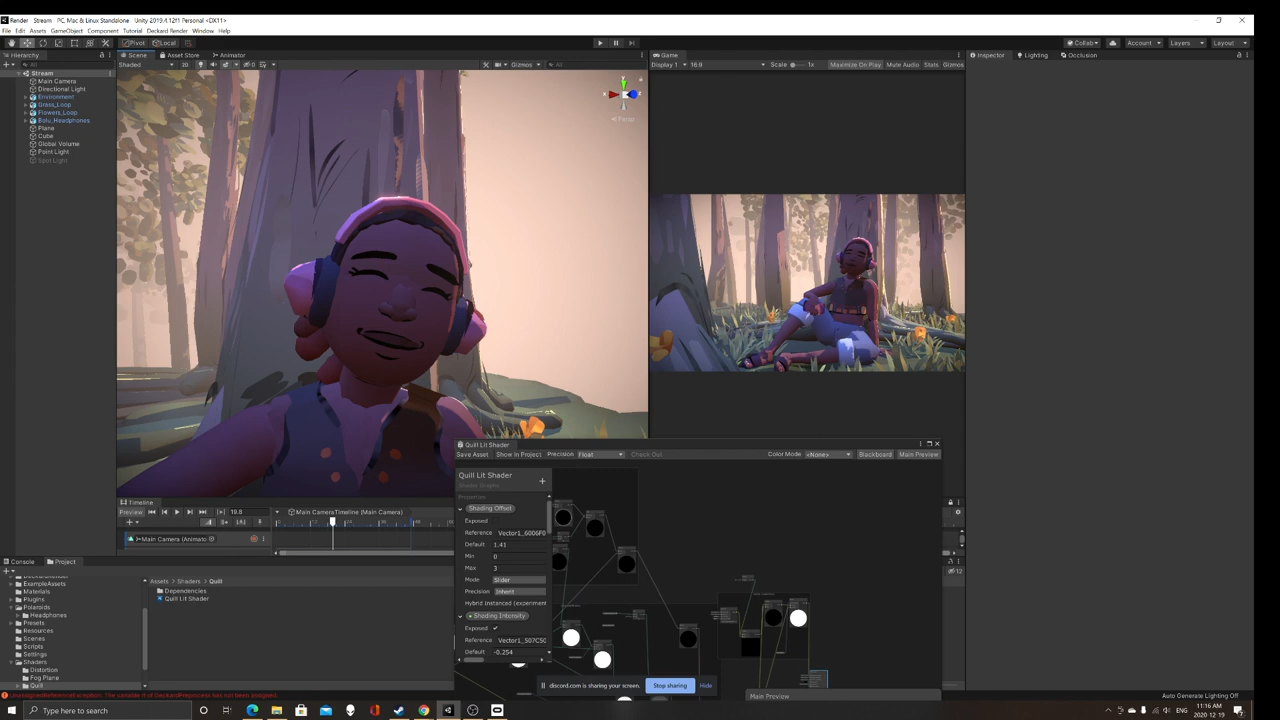 Render - Stream - PC, Mac & Linux Standalone - Unity 2019.4.12f1 Personal <DX11>
File Edit Assets GameObject Component Tutorial Deckard Render Window Help
Pivot Local Collab Account Layers Layout
Hierarchy Scene Asset Store Animator Game Inspector Lighting Occlusion
All Shaded 2D 0 Gizmos All Display 1 16:9 Scale 1x Maximize On Play Mute Audio Stats Gizmos
Stream
Main Camera
Directional Light
Environment
Grass_Loop
Flowers_Loop
Bolu_Headphones
Plane
Cube
Global Volume
Point Light
Spot Light
Persp
Quill Lit Shader
Save Asset Show In Project Precision Float Check Out Color Mode <None> Blackboard Main Preview
Quill Lit Shader
Shader Graphs
Properties
Shading Offset
Exposed
Reference Vector1_6006F0
Default 1.41
Min 0
Max 3
Mode Slider
Precision Inherit
Hybrid Instanced (experiment
Shading Intensity
Exposed
Reference Vector1_507C5C
Default -0.254
Timeline
Preview 10.8 Main CameraTimeline (Main Camera)
Main Camera (Animato
Console Project
12
ExampleAssets
Materials
Plugins
Polaroids
Headphones
Presets
Resources
Scenes
Scripts
Settings
Shaders
Distortion
Fog Plane
Quill
Assets > Shaders > Quill
Dependencies
Quill Lit Shader
discord.com is sharing your screen. Stop sharing Hide
Main Preview
Auto Generate Lighting Off
Type here to search
ENG
11:16 AM
2020-12-19